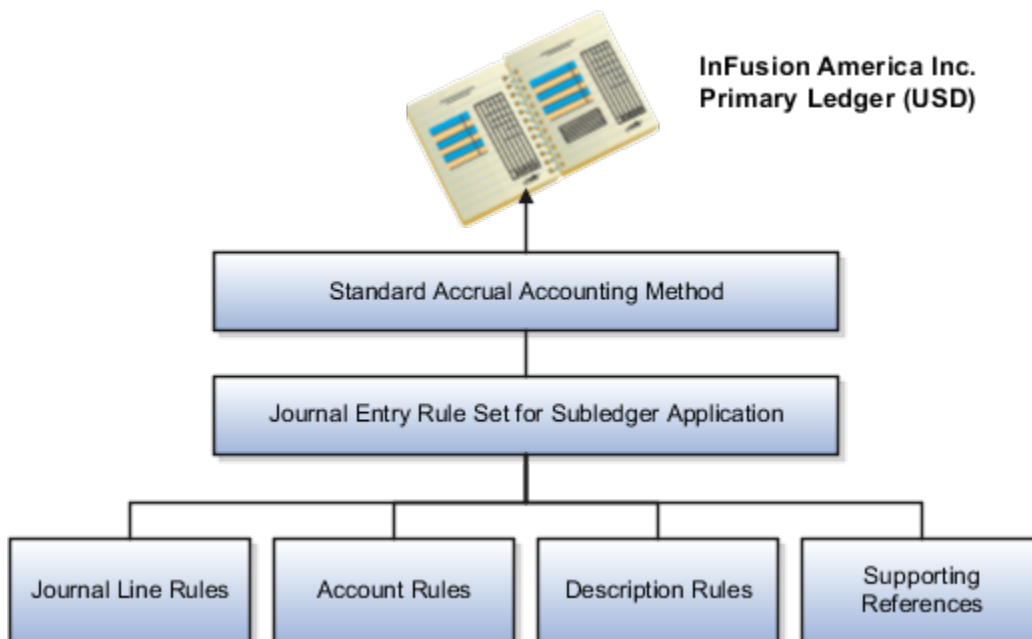 InFusion America Inc.
Primary Ledger (USD)
Standard Accrual Accounting Method
Journal Entry Rule Set for Subledger Application
Journal Line Rules
Account Rules
Description Rules
Supporting
References